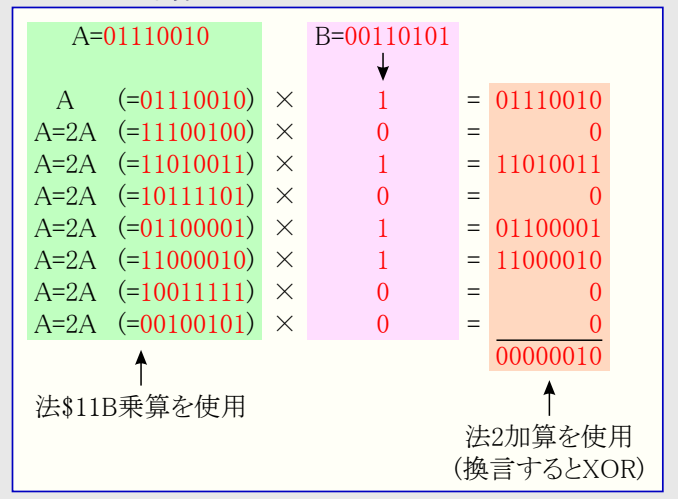 A=01110010 B=00110101
A (=01110010) × 1 = 01110010
A=2A (=11100100) × 0 = 0
A=2A (=11010011) × 1 = 11010011
A=2A (=10111101) × 0 = 0
A=2A (=01100001) × 1 = 01100001
A=2A (=11000010) × 1 = 11000010
A=2A (=10011111) × 0 = 0
A=2A (=00100101) × 0 = 0
00000010
法$11B乗算を使用
法2加算を使用
(換言するとXOR)